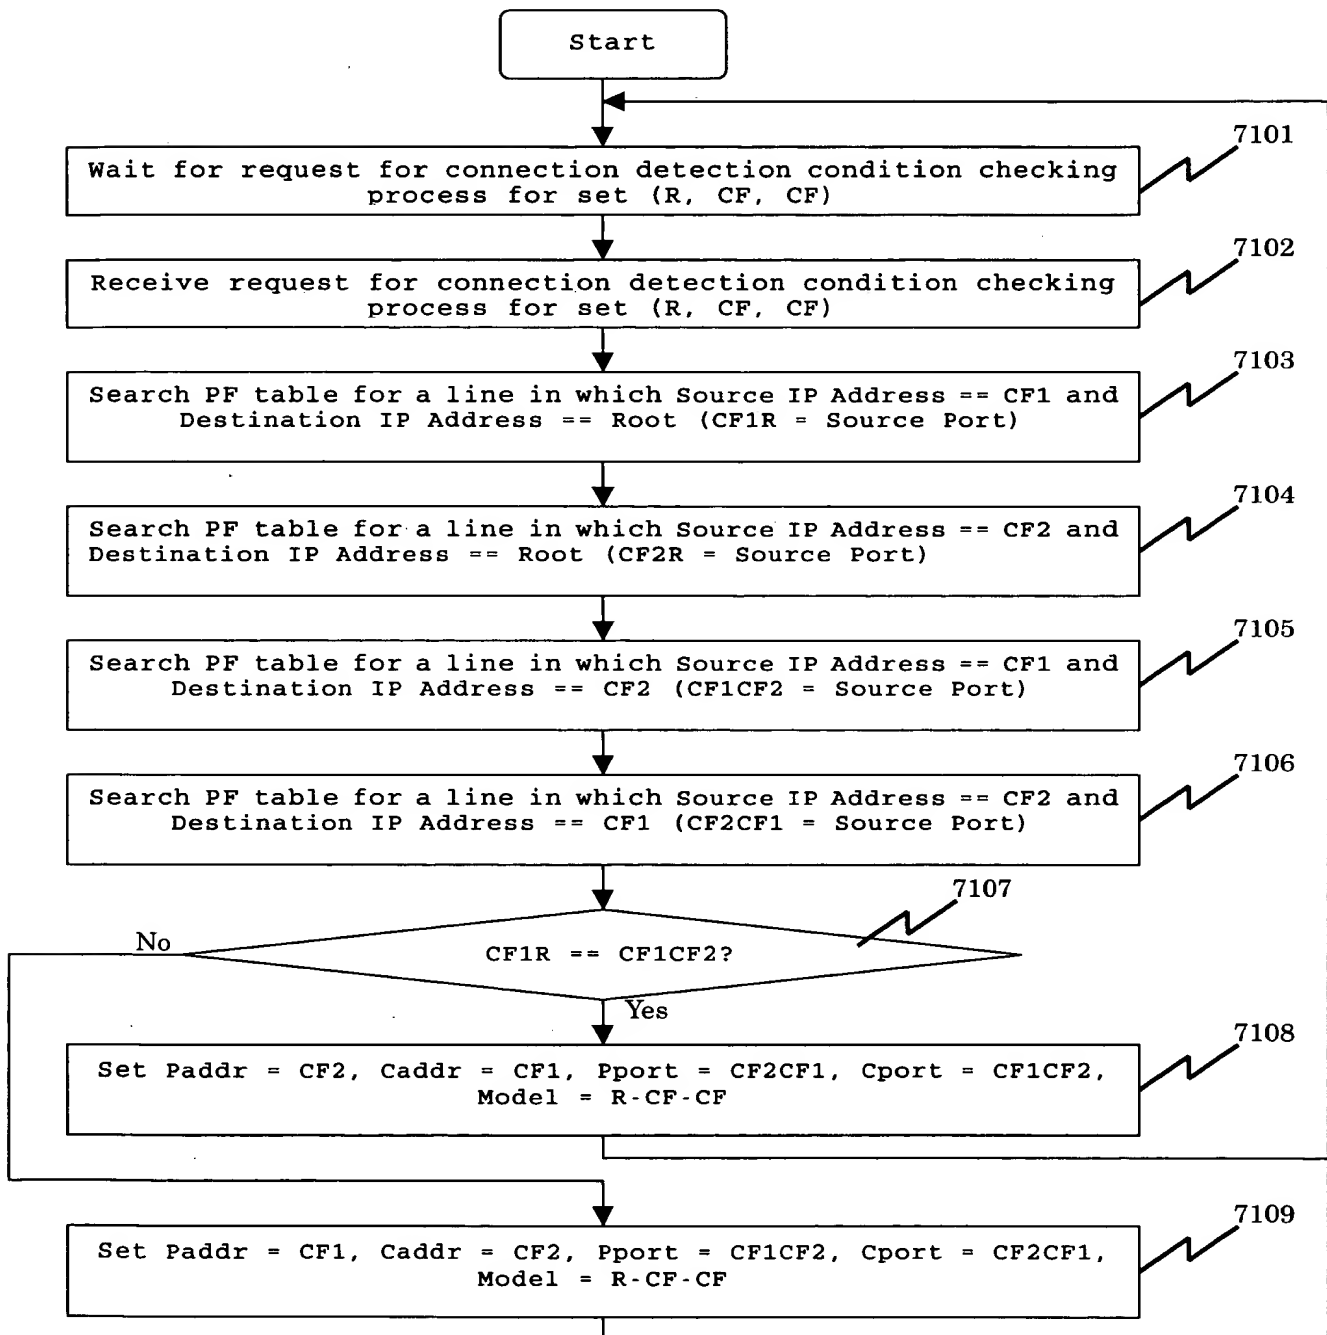 Start
7101
Wait for request for connection detection condition checking
process for set (R, CF, CF)
7102
Receive request for connection detection condition checking
process for set (R, CF, CF)
7103
Search PF table for a line in which Source IP Address == CF1 and
Destination IP Address == Root (CF1R = Source Port)
7104
Search PF table for a line in which Source IP Address == CF2 and
Destination IP Address == Root (CF2R = Source Port)
7105
Search PF table for a line in which Source IP Address == CF1 and
Destination IP Address == CF2 (CF1CF2 = Source Port)
7106
Search PF table for a line in which Source IP Address == CF2 and
Destination IP Address == CF1 (CF2CF1 = Source Port)
7107
No
CF1R == CF1CF2?
Yes
7108
Set Paddr = CF2, Caddr = CF1, Pport = CF2CF1, Cport = CF1CF2,
Model = R-CF-CF
7109
Set Paddr = CF1, Caddr = CF2, Pport = CF1CF2, Cport = CF2CF1,
Model = R-CF-CF